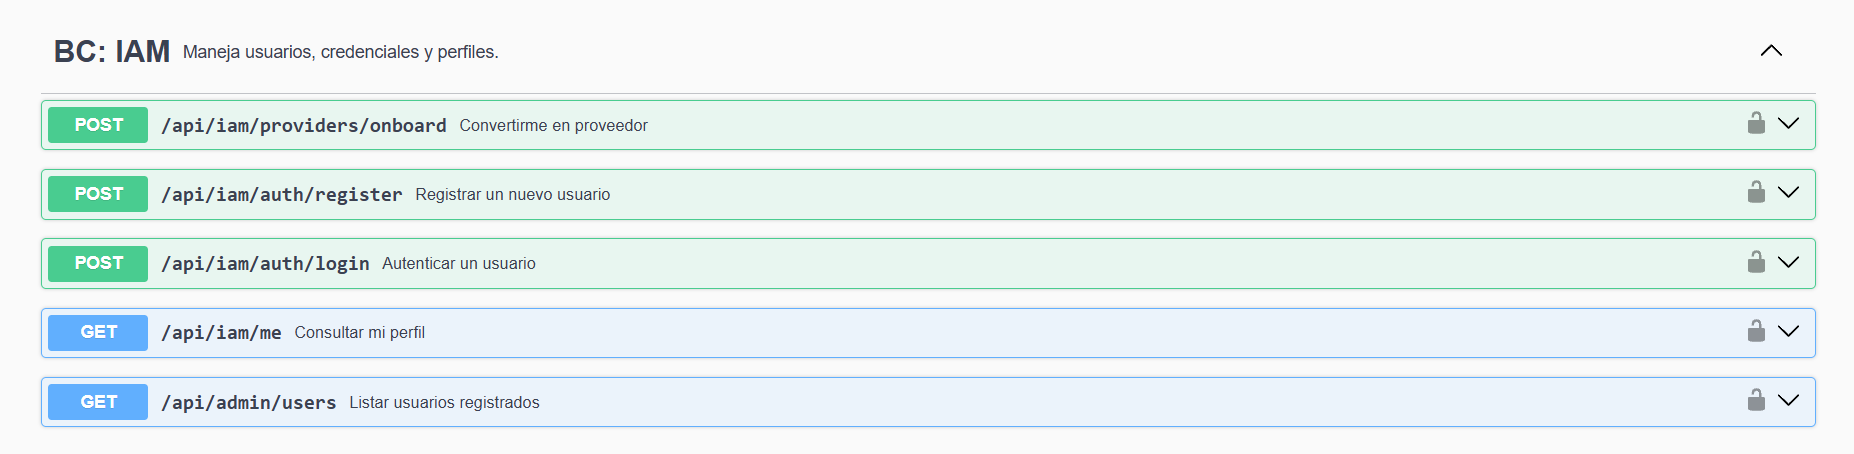 BC: IAM Maneja usuarios, credenciales y perfiles.
POST /api/iam/providers/onboard Convertirme en proveedor
POST /api/iam/auth/register Registrar un nuevo usuario
POST /api/iam/auth/login Autenticar un usuario
GET /api/iam/me Consultar mi perfil
GET /api/admin/users Listar usuarios registrados